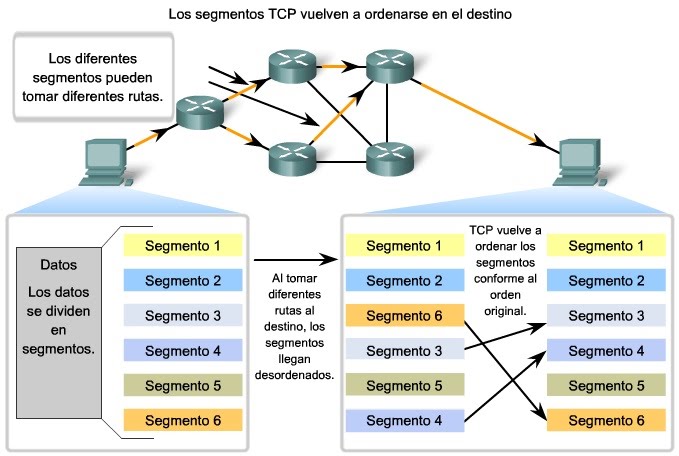 Los segmentos TCP vuelven a ordenarse en el destino
Los diferentes
segmentos pueden
tomar diferentes rutas.
Datos
Los datos
se dividen
en
segmentos.
Segmento 1
Segmento 2
Segmento 3
Segmento 4
Segmento 5
Segmento 6
Al tomar
diferentes
rutas al
destino, los
segmentos
llegan
desordenados.
Segmento 1
Segmento 2
Segmento 6
Segmento 3
Segmento 5
Segmento 4
TCP vuelve a
ordenar los
segmentos
conforme al
orden
original.
Segmento 1
Segmento 2
Segmento 3
Segmento 4
Segmento 5
Segmento 6